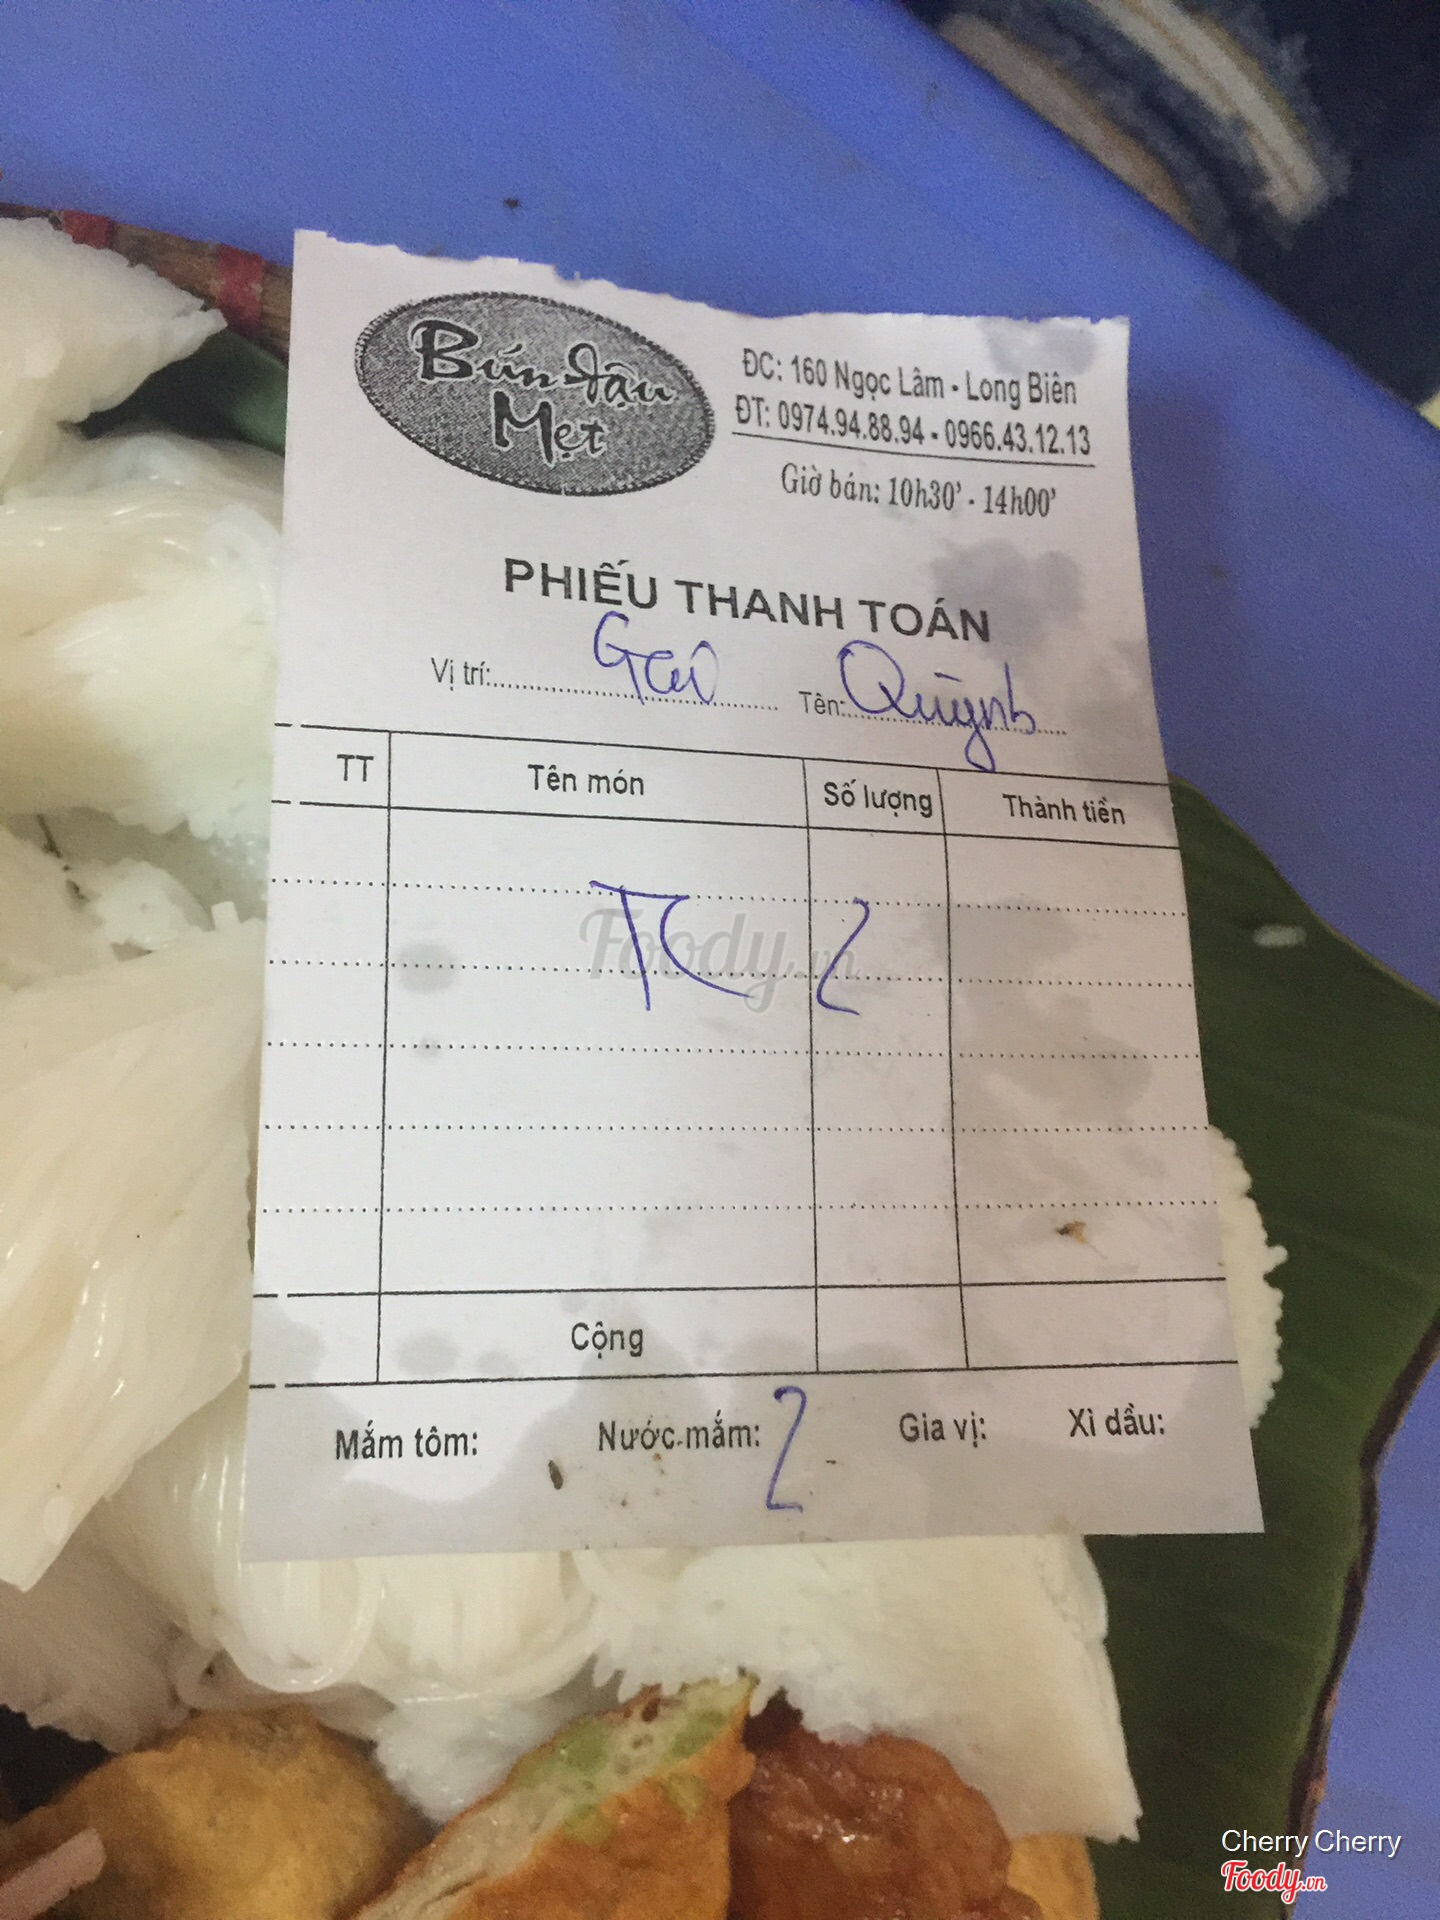 Bún đậu
Mẹt
ĐC: 160 Ngọc Lâm - Long Biên
ĐT: 0974.94.88.94 - 0966.43.12.13
Giờ bán: 10h30' - 14h00'
PHIẾU THANH TOÁN
Vị trí: Tên: Quỳnh
TT Tên món Số lượng Thành tiền
TC 2
Foody.vn
Cộng
Mắm tôm: Nước mắm: 2 Gia vị: Xì dầu:
Cherry Cherry
Foody.vn